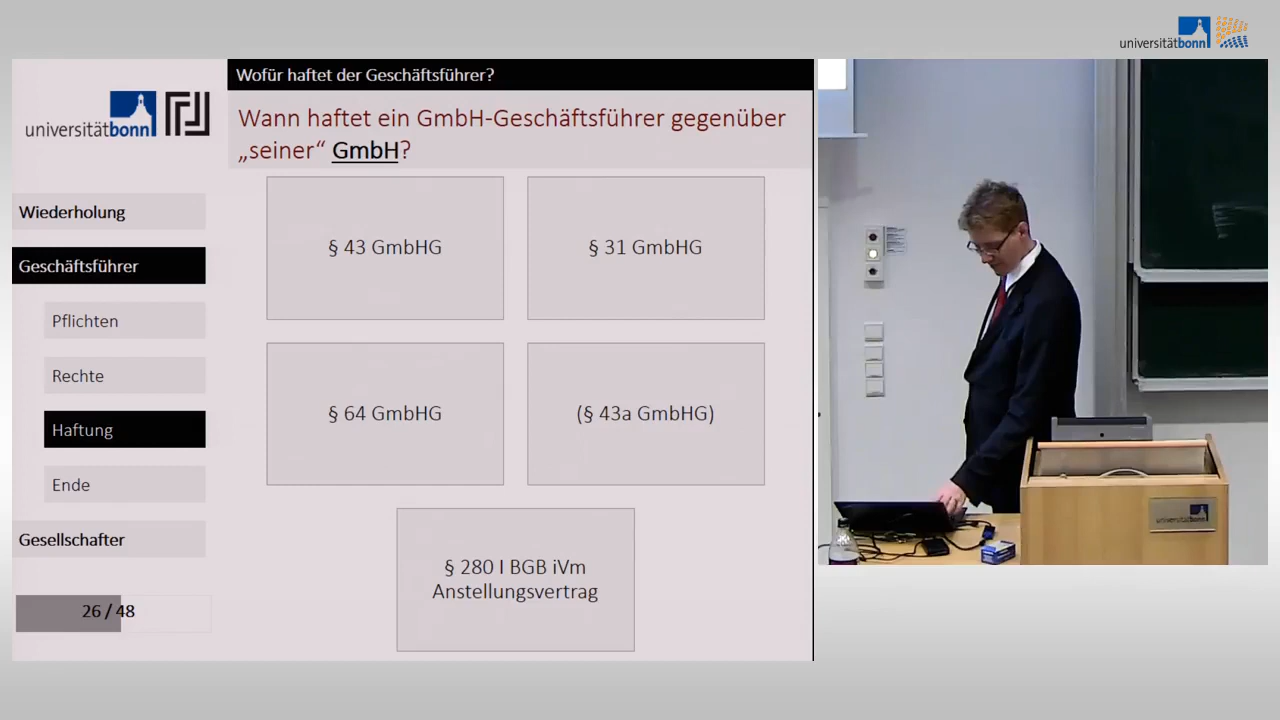 universitätbonn
Wofür haftet der Geschäftsführer?
universitätbonn
Wann haftet ein GmbH-Geschäftsführer gegenüber
„seiner“ GmbH?
Wiederholung
Geschäftsführer
Pflichten
Rechte
Haftung
Ende
Gesellschafter
26 / 48
§ 43 GmbHG
§ 31 GmbHG
§ 64 GmbHG
(§ 43a GmbHG)
§ 280 I BGB iVm
Anstellungsvertrag
universitätbonn